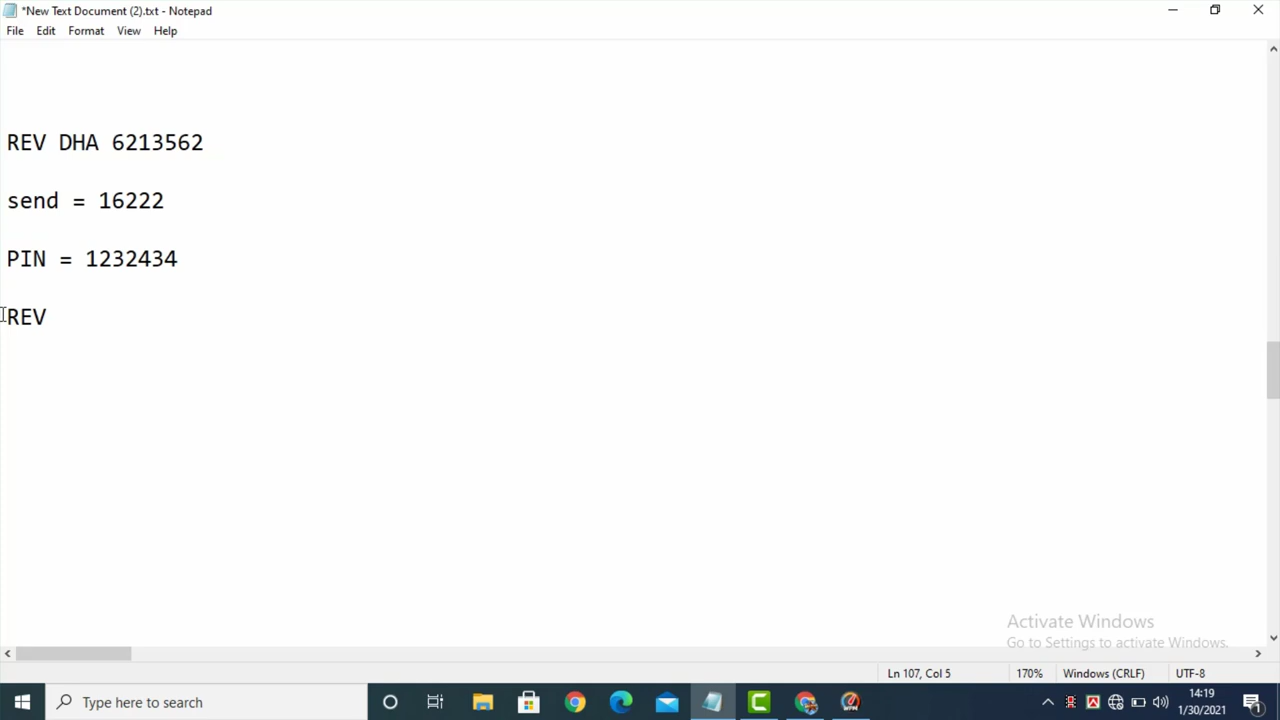 *New Text Document (2).txt - Notepad
File Edit Format View Help
REV DHA 6213562
send = 16222
PIN = 1232434
REV
Activate Windows
Go to Settings to activate Windows.
Ln 107, Col 5 170% Windows (CRLF) UTF-8
Type here to search
14:19
1/30/2021
1